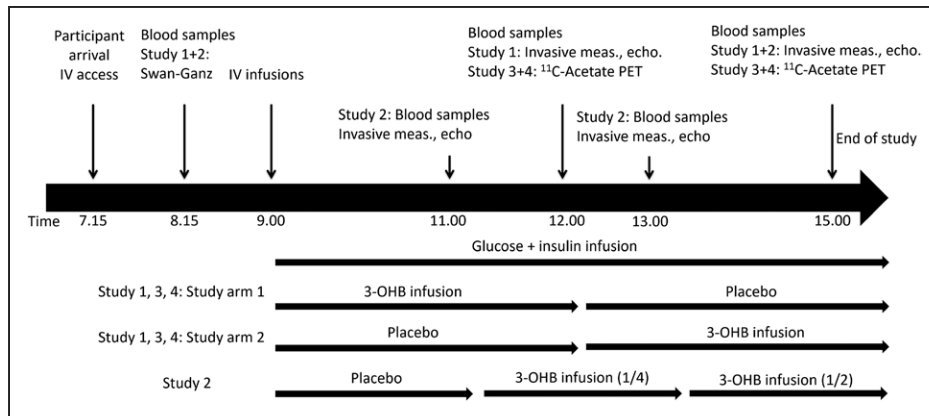 Participant
arrival
IV access
Blood samples
Study 1+2:
Swan-Ganz
IV infusions
Blood samples
Study 1: Invasive meas., echo.
Study 3+4: ¹¹C-Acetate PET
Blood samples
Study 1+2: Invasive meas., echo.
Study 3+4: ¹¹C-Acetate PET
Study 2: Blood samples
Invasive meas., echo
Study 2: Blood samples
Invasive meas., echo
End of study
Time 7.15 8.15 9.00 11.00 12.00 13.00 15.00
Glucose + insulin infusion
Study 1, 3, 4: Study arm 1 3-OHB infusion Placebo
Study 1, 3, 4: Study arm 2 Placebo 3-OHB infusion
Study 2 Placebo 3-OHB infusion (1/4) 3-OHB infusion (1/2)